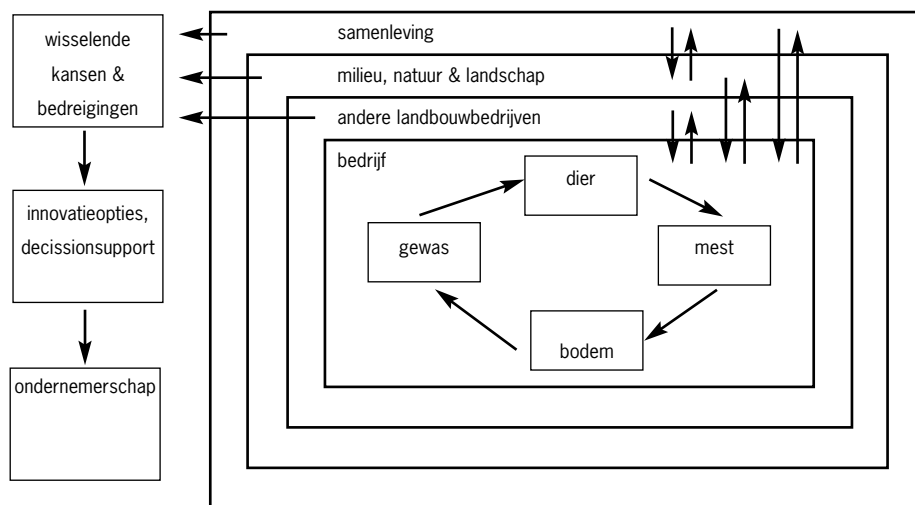 wisselende
kansen &
bedreigingen
innovatieopties,
decissionsupport
ondernemerschap
samenleving
milieu, natuur & landschap
andere landbouwbedrijven
bedrijf
dier
gewas
mest
bodem